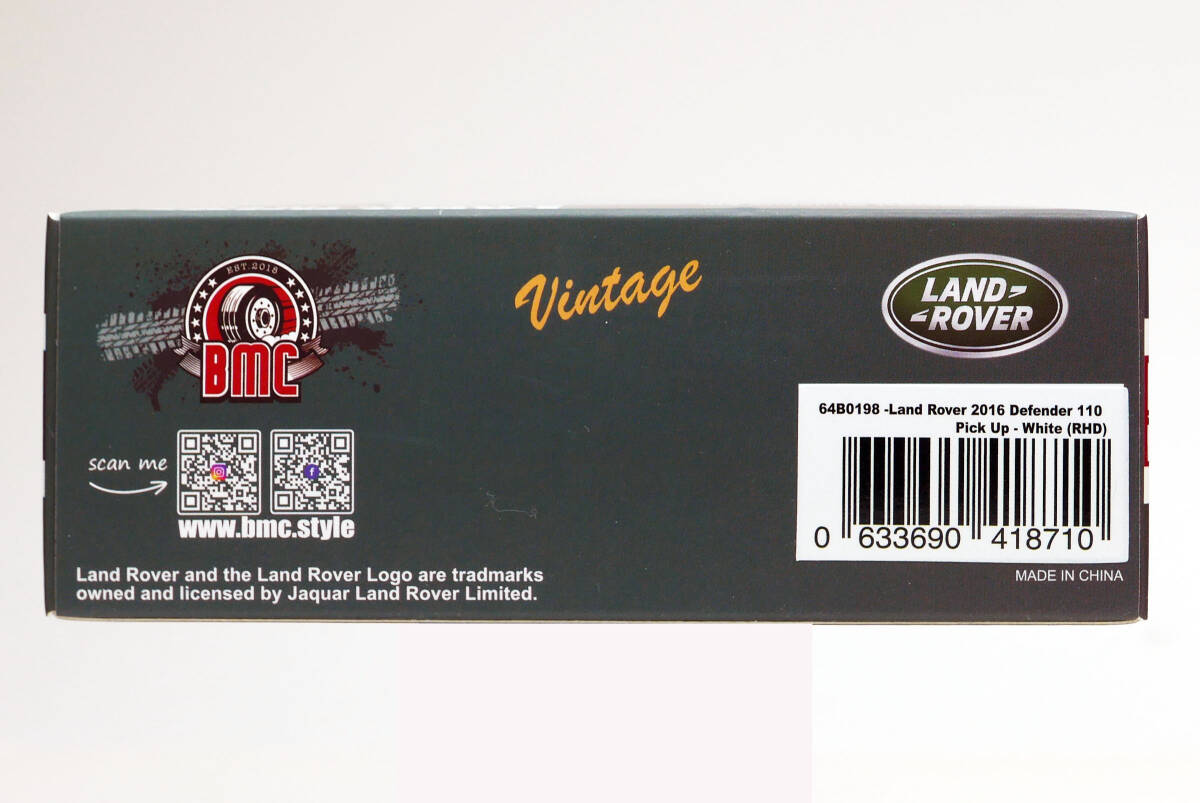 EST.2018
BMC
Vintage
LAND
ROVER
64B0198 -Land Rover 2016 Defender 110
Pick Up - White (RHD)
0 633690 418710
MADE IN CHINA
scan me
www.bmc.style
Land Rover and the Land Rover Logo are tradmarks
owned and licensed by Jaquar Land Rover Limited.